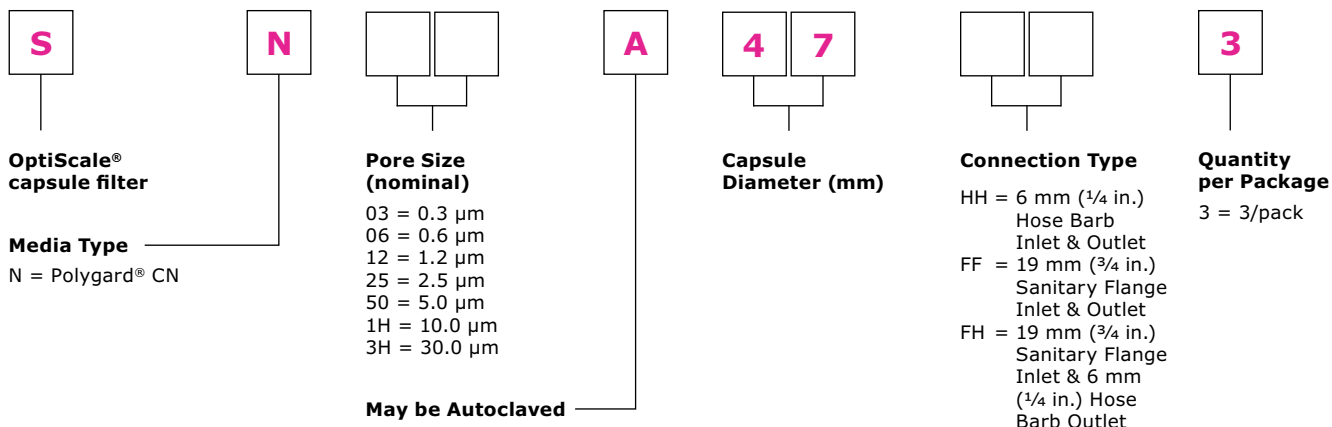 S N A 4 7 3
OptiScale®
capsule filter
Media Type
N = Polygard® CN
Pore Size
(nominal)
03 = 0.3 µm
06 = 0.6 µm
12 = 1.2 µm
25 = 2.5 µm
50 = 5.0 µm
1H = 10.0 µm
3H = 30.0 µm
May be Autoclaved
Capsule
Diameter (mm)
Connection Type
HH = 6 mm (¼ in.)
Hose Barb
Inlet & Outlet
FF = 19 mm (¾ in.)
Sanitary Flange
Inlet & Outlet
FH = 19 mm (¾ in.)
Sanitary Flange
Inlet & 6 mm
(¼ in.) Hose
Barb Outlet
Quantity
per Package
3 = 3/pack